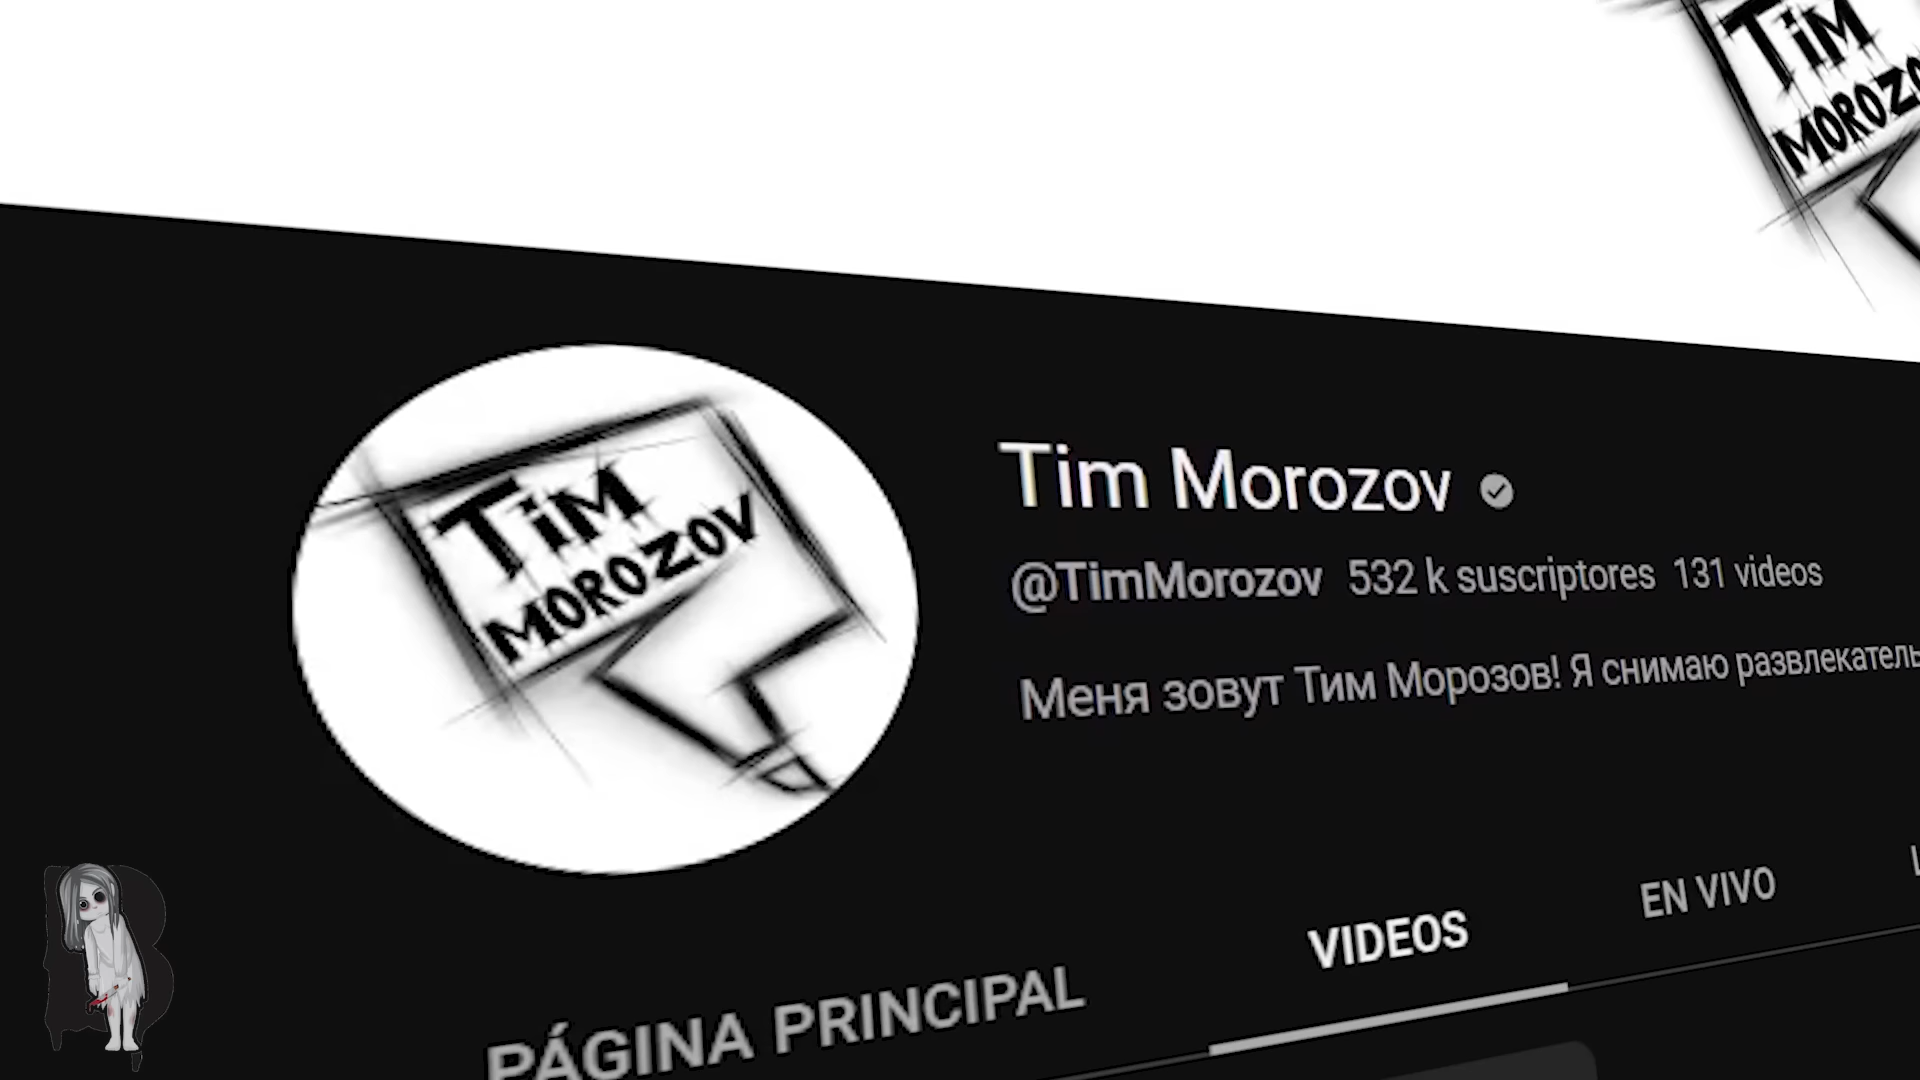 TiM
MOROZO
TiM
MOROZOV
Tim Morozov
@TimMorozov 532 k suscriptores 131 videos
Меня зовут Тим Морозов! Я снимаю развлекатель
PÁGINA PRINCIPAL VIDEOS EN VIVO